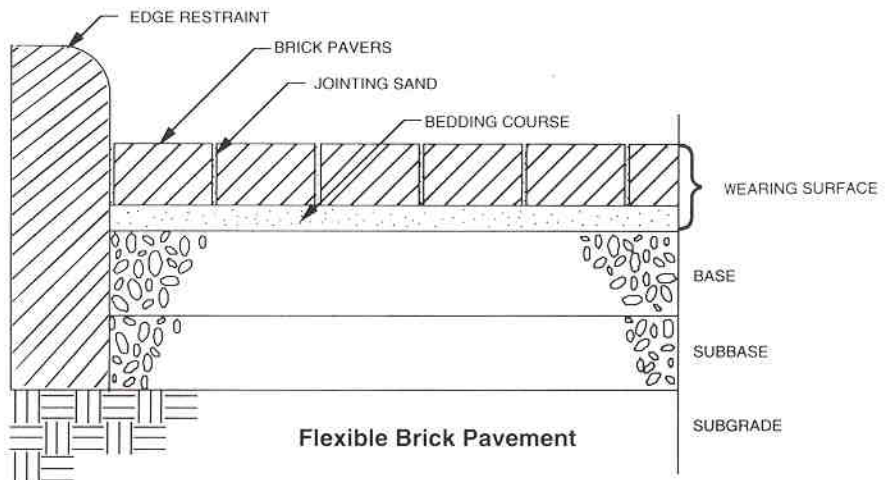 EDGE RESTRAINT
BRICK PAVERS
JOINTING SAND
BEDDING COURSE
WEARING SURFACE
BASE
SUBBASE
SUBGRADE
Flexible Brick Pavement